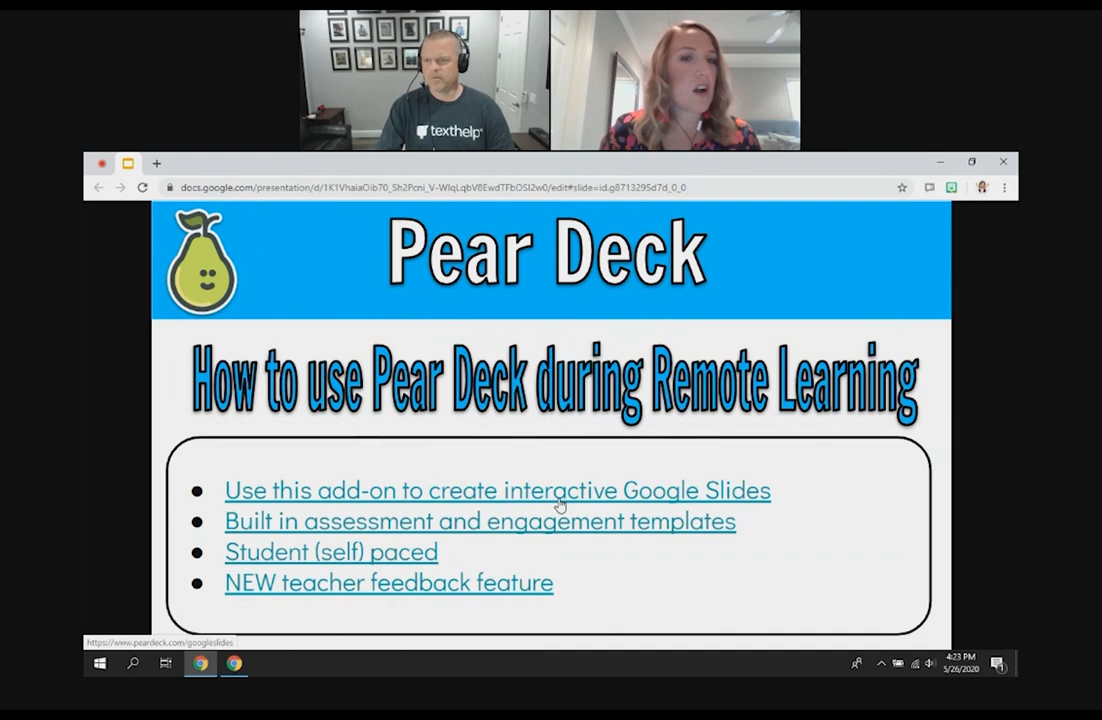 texthelp
docs.google.com/presentation/d/1K1VhaiaOib70_Sh2Pcni_V-WIqLqbV8EwdTFbOSI2w0/edit#slide=id.g8713295d7d_0_0
Pear Deck
How to use Pear Deck during Remote Learning
● Use this add-on to create interactive Google Slides
● Built in assessment and engagement templates
● Student (self) paced
● NEW teacher feedback feature
https://www.peardeck.com/googleslides
4:23 PM
5/26/2020
1